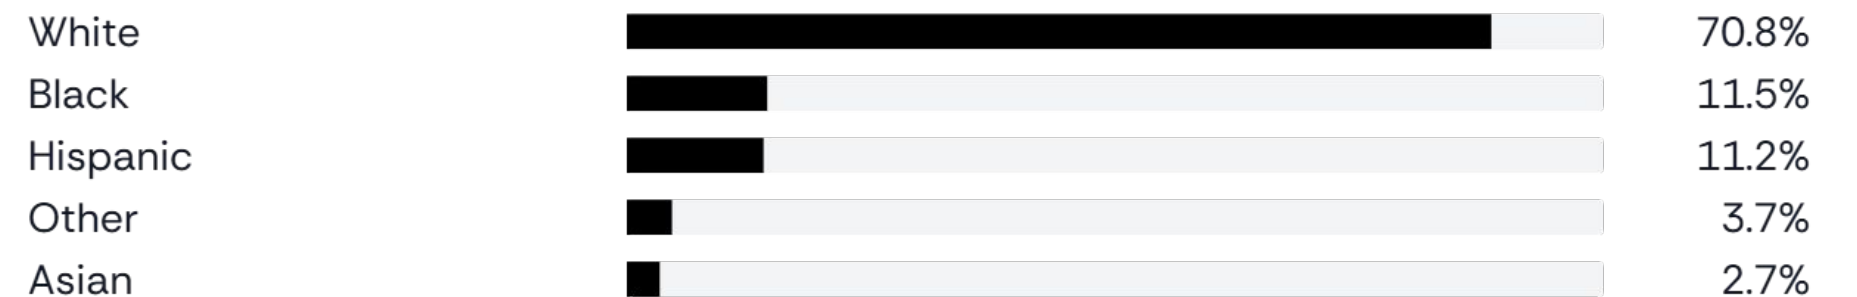 White 70.8%
Black 11.5%
Hispanic 11.2%
Other 3.7%
Asian 2.7%